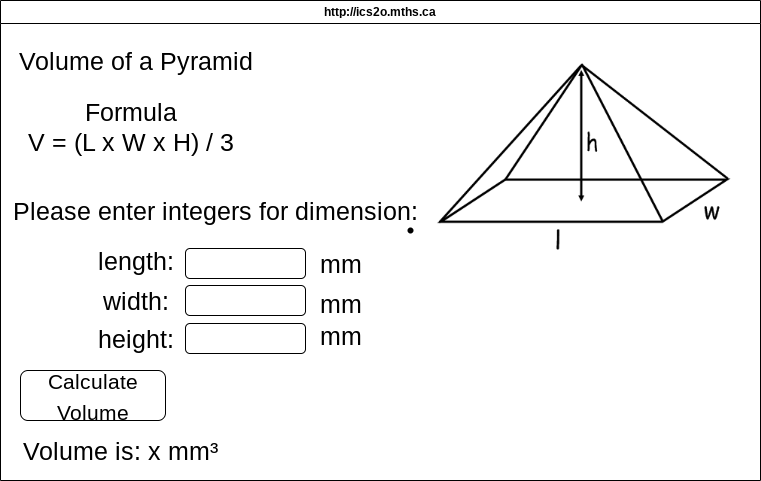 http://ics2o.mths.ca
Volume of a Pyramid
Formula
V = (L x W x H) / 3
h
w
l
Please enter integers for dimension:
length: mm
width: mm
height: mm
Calculate
Volume
Volume is: x mm³